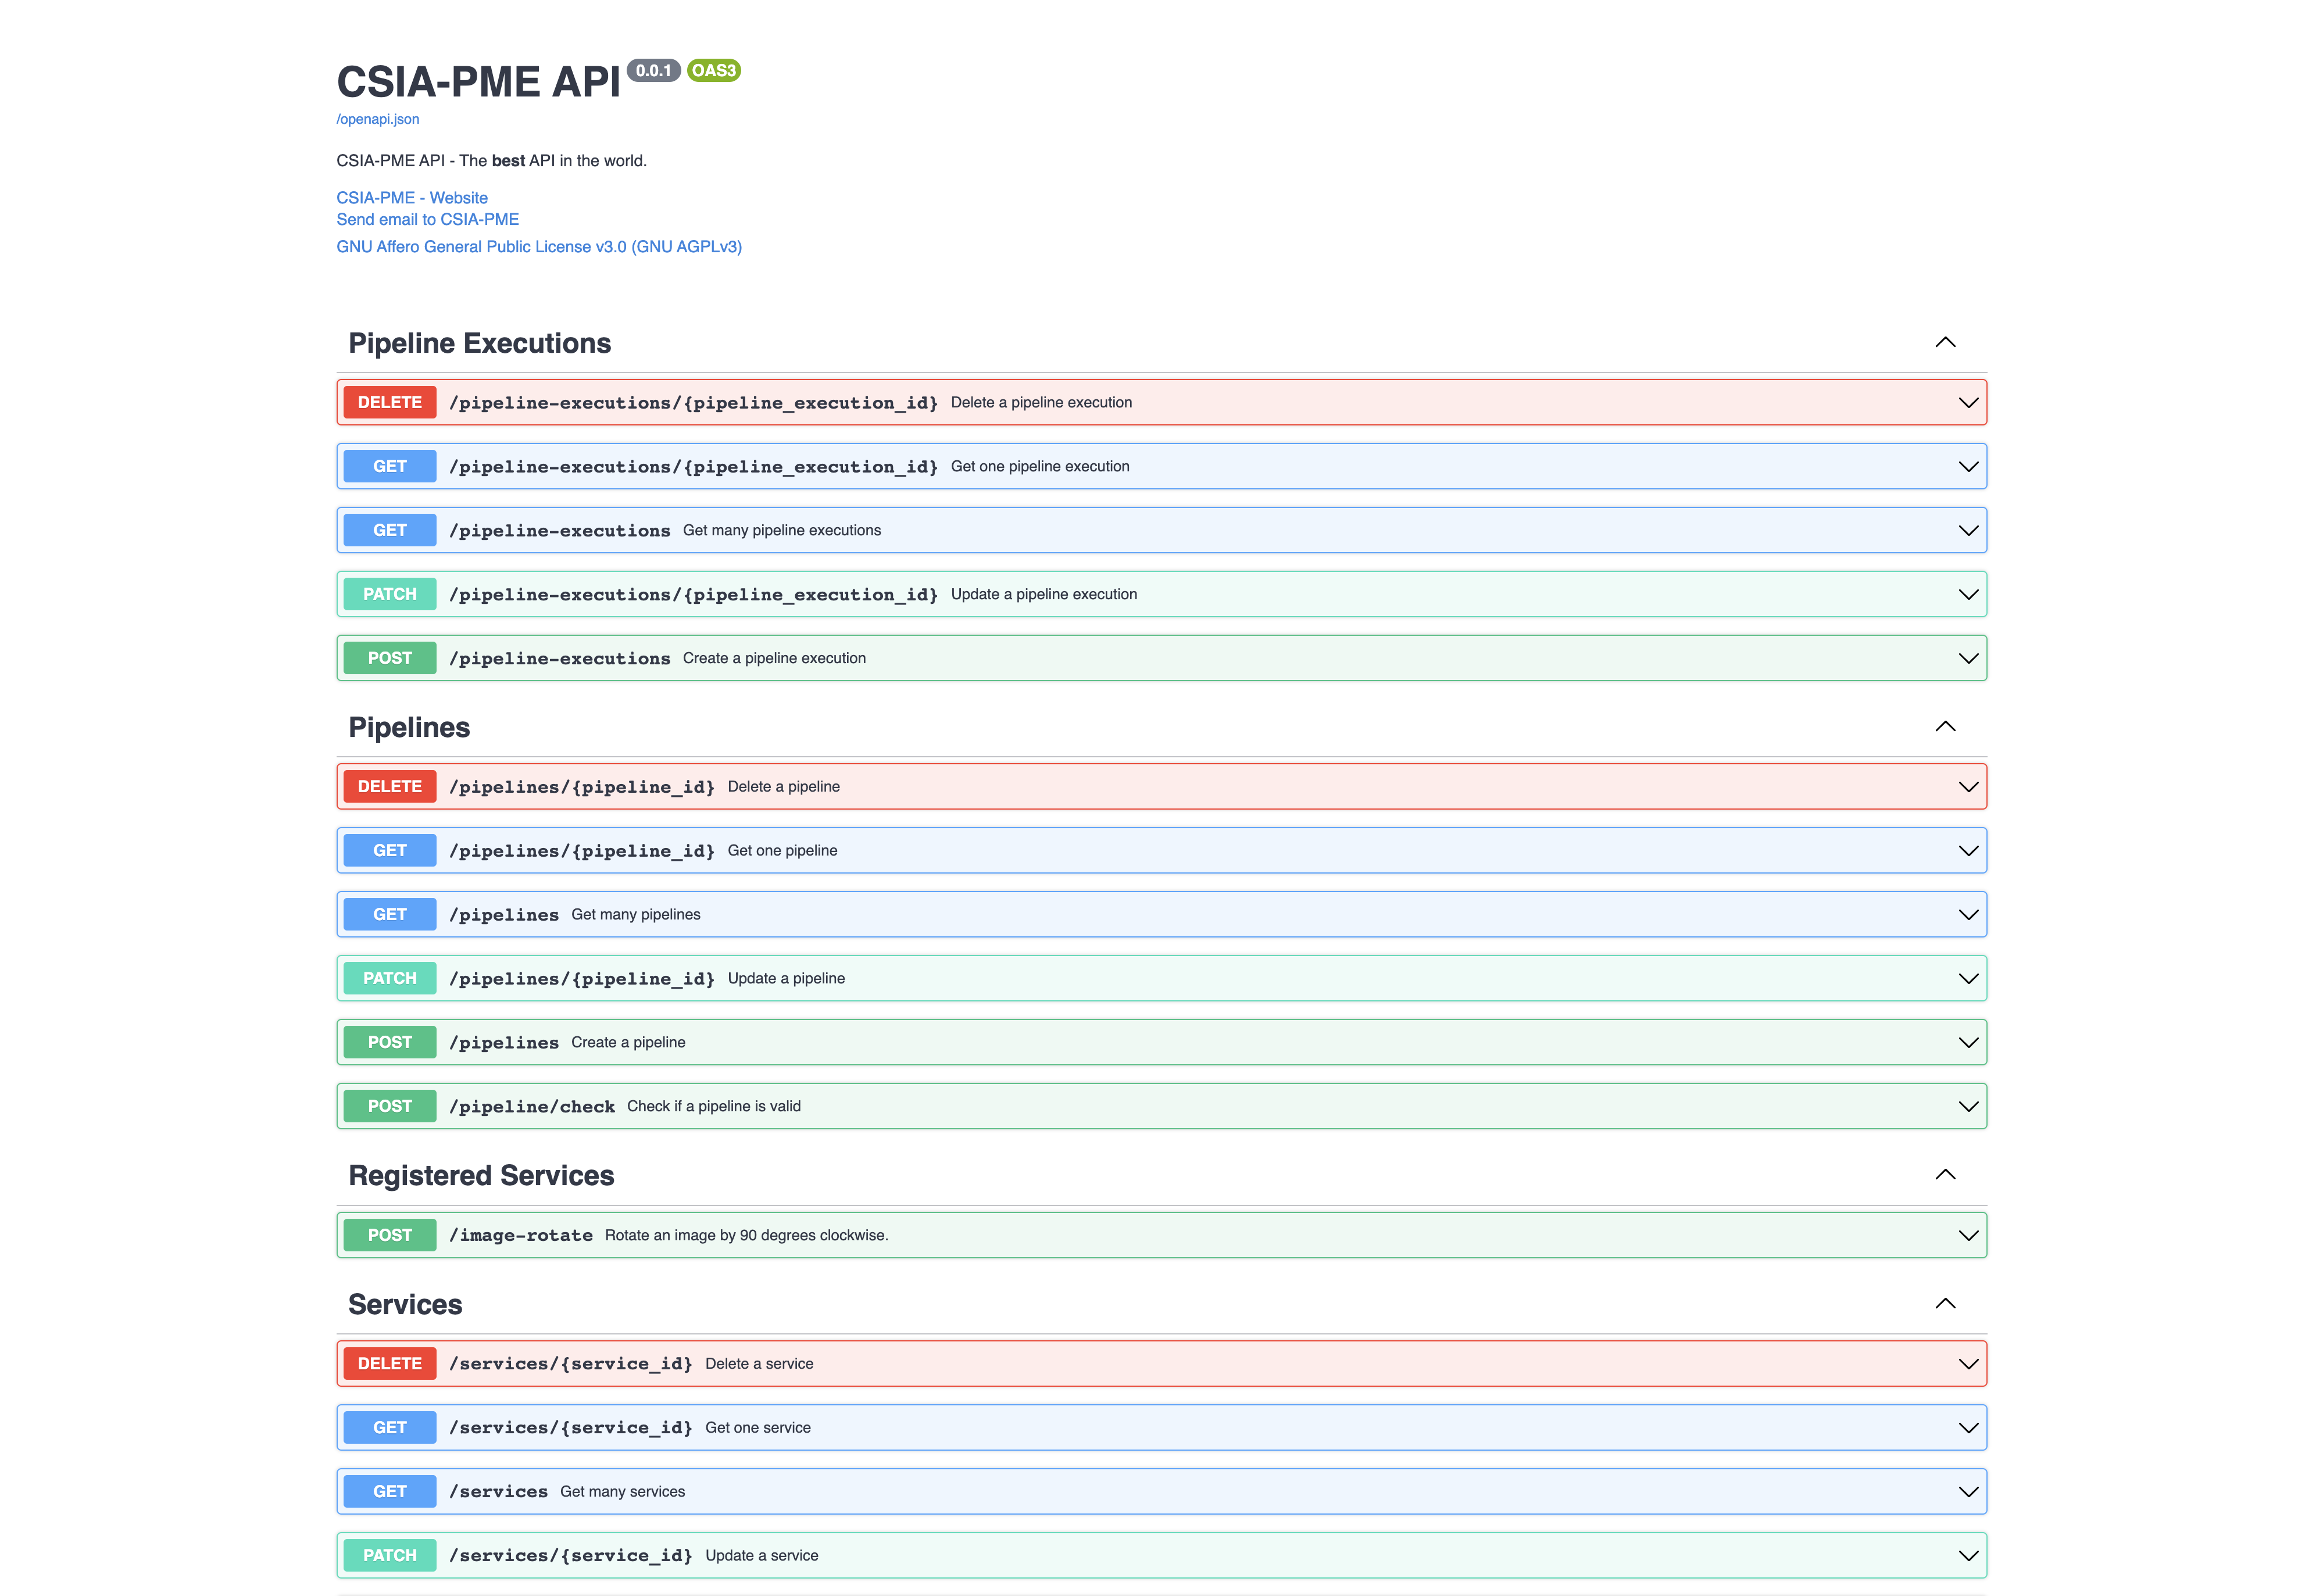 CSIA-PME API 0.0.1 OAS3
/openapi.json
CSIA-PME API - The best API in the world.
CSIA-PME - Website
Send email to CSIA-PME
GNU Affero General Public License v3.0 (GNU AGPLv3)
Pipeline Executions
DELETE /pipeline-executions/{pipeline_execution_id} Delete a pipeline execution
GET /pipeline-executions/{pipeline_execution_id} Get one pipeline execution
GET /pipeline-executions Get many pipeline executions
PATCH /pipeline-executions/{pipeline_execution_id} Update a pipeline execution
POST /pipeline-executions Create a pipeline execution
Pipelines
DELETE /pipelines/{pipeline_id} Delete a pipeline
GET /pipelines/{pipeline_id} Get one pipeline
GET /pipelines Get many pipelines
PATCH /pipelines/{pipeline_id} Update a pipeline
POST /pipelines Create a pipeline
POST /pipeline/check Check if a pipeline is valid
Registered Services
POST /image-rotate Rotate an image by 90 degrees clockwise.
Services
DELETE /services/{service_id} Delete a service
GET /services/{service_id} Get one service
GET /services Get many services
PATCH /services/{service_id} Update a service